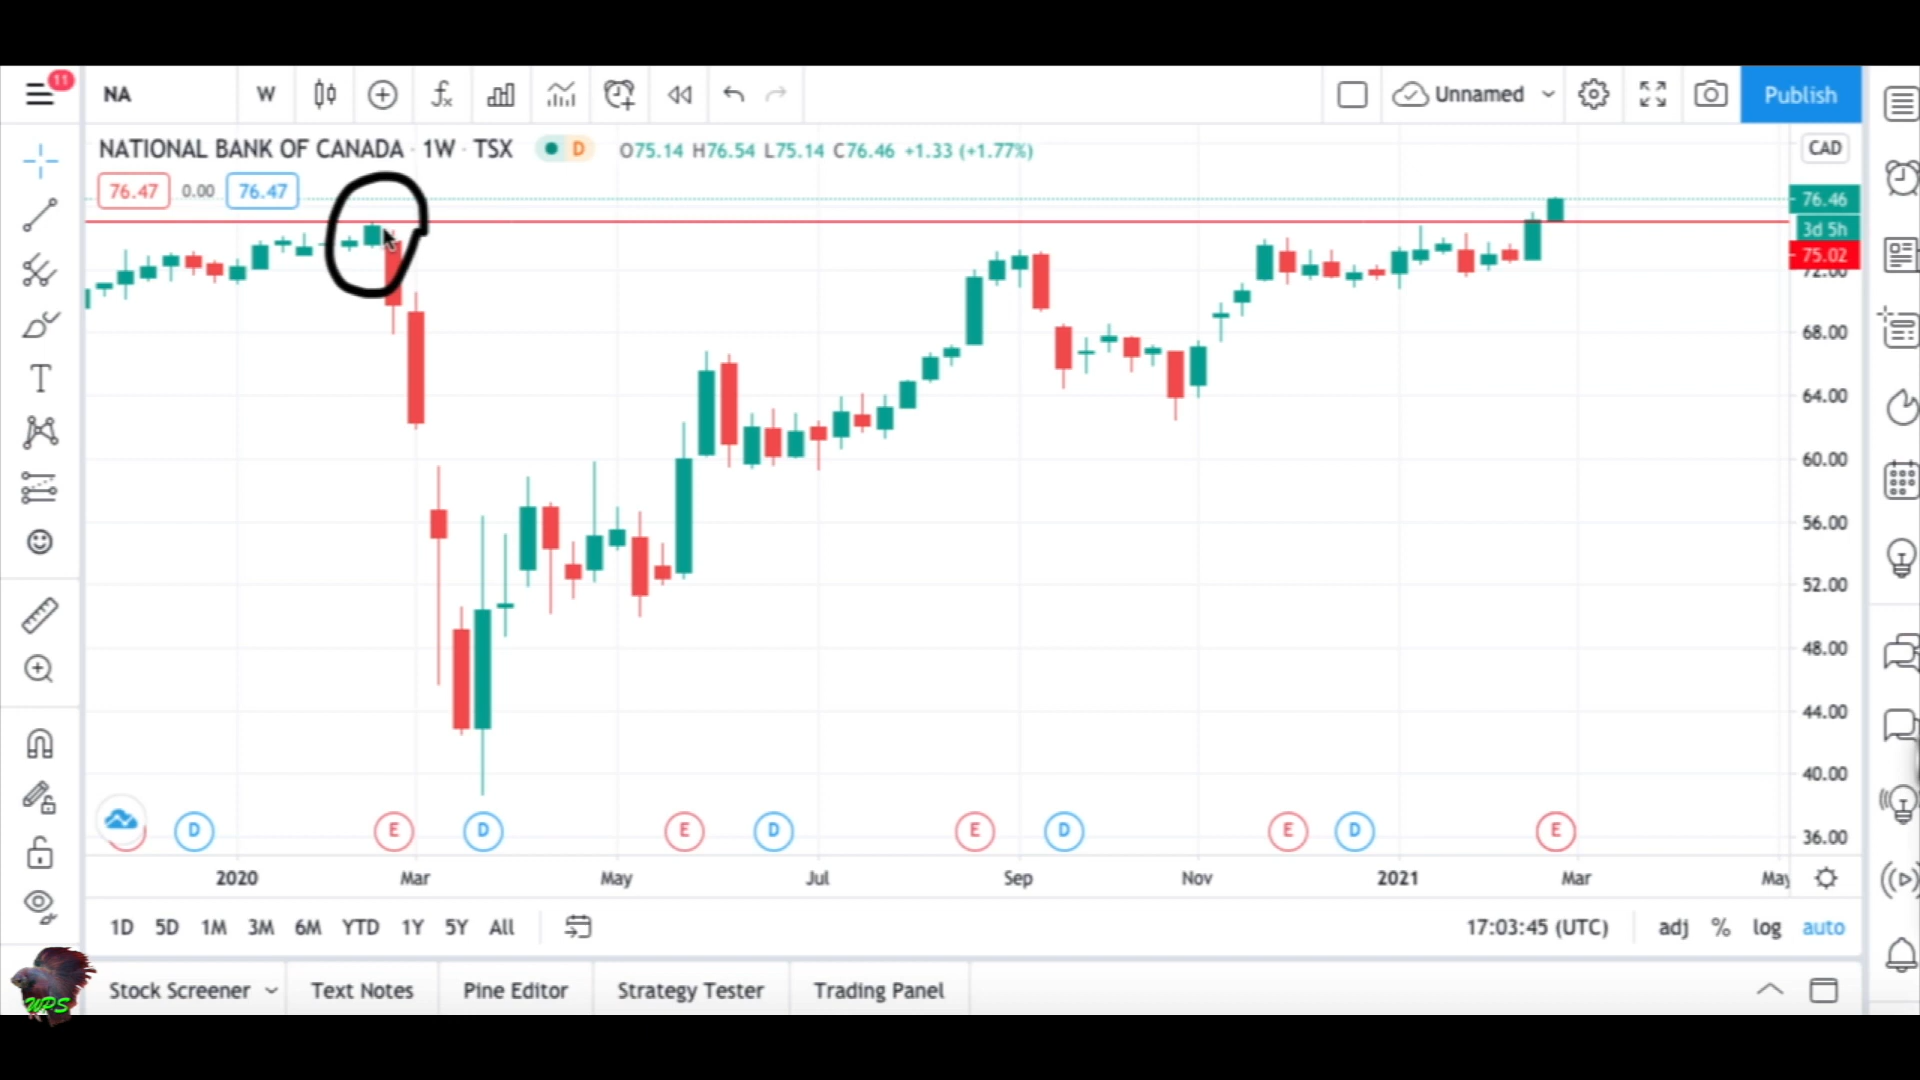 11
NA W Unnamed Publish
NATIONAL BANK OF CANADA · 1W · TSX D O75.14 H76.54 L75.14 C76.46 +1.33 (+1.77%) CAD
76.47 0.00 76.47
76.46
3d 5h
75.02
72.00
68.00
64.00
60.00
56.00
52.00
48.00
44.00
40.00
36.00
D E D E D E D E D E
2020 Mar May Jul Sep Nov 2021 Mar May
1D 5D 1M 3M 6M YTD 1Y 5Y All 17:03:45 (UTC) adj % log auto
WPS
Stock Screener Text Notes Pine Editor Strategy Tester Trading Panel